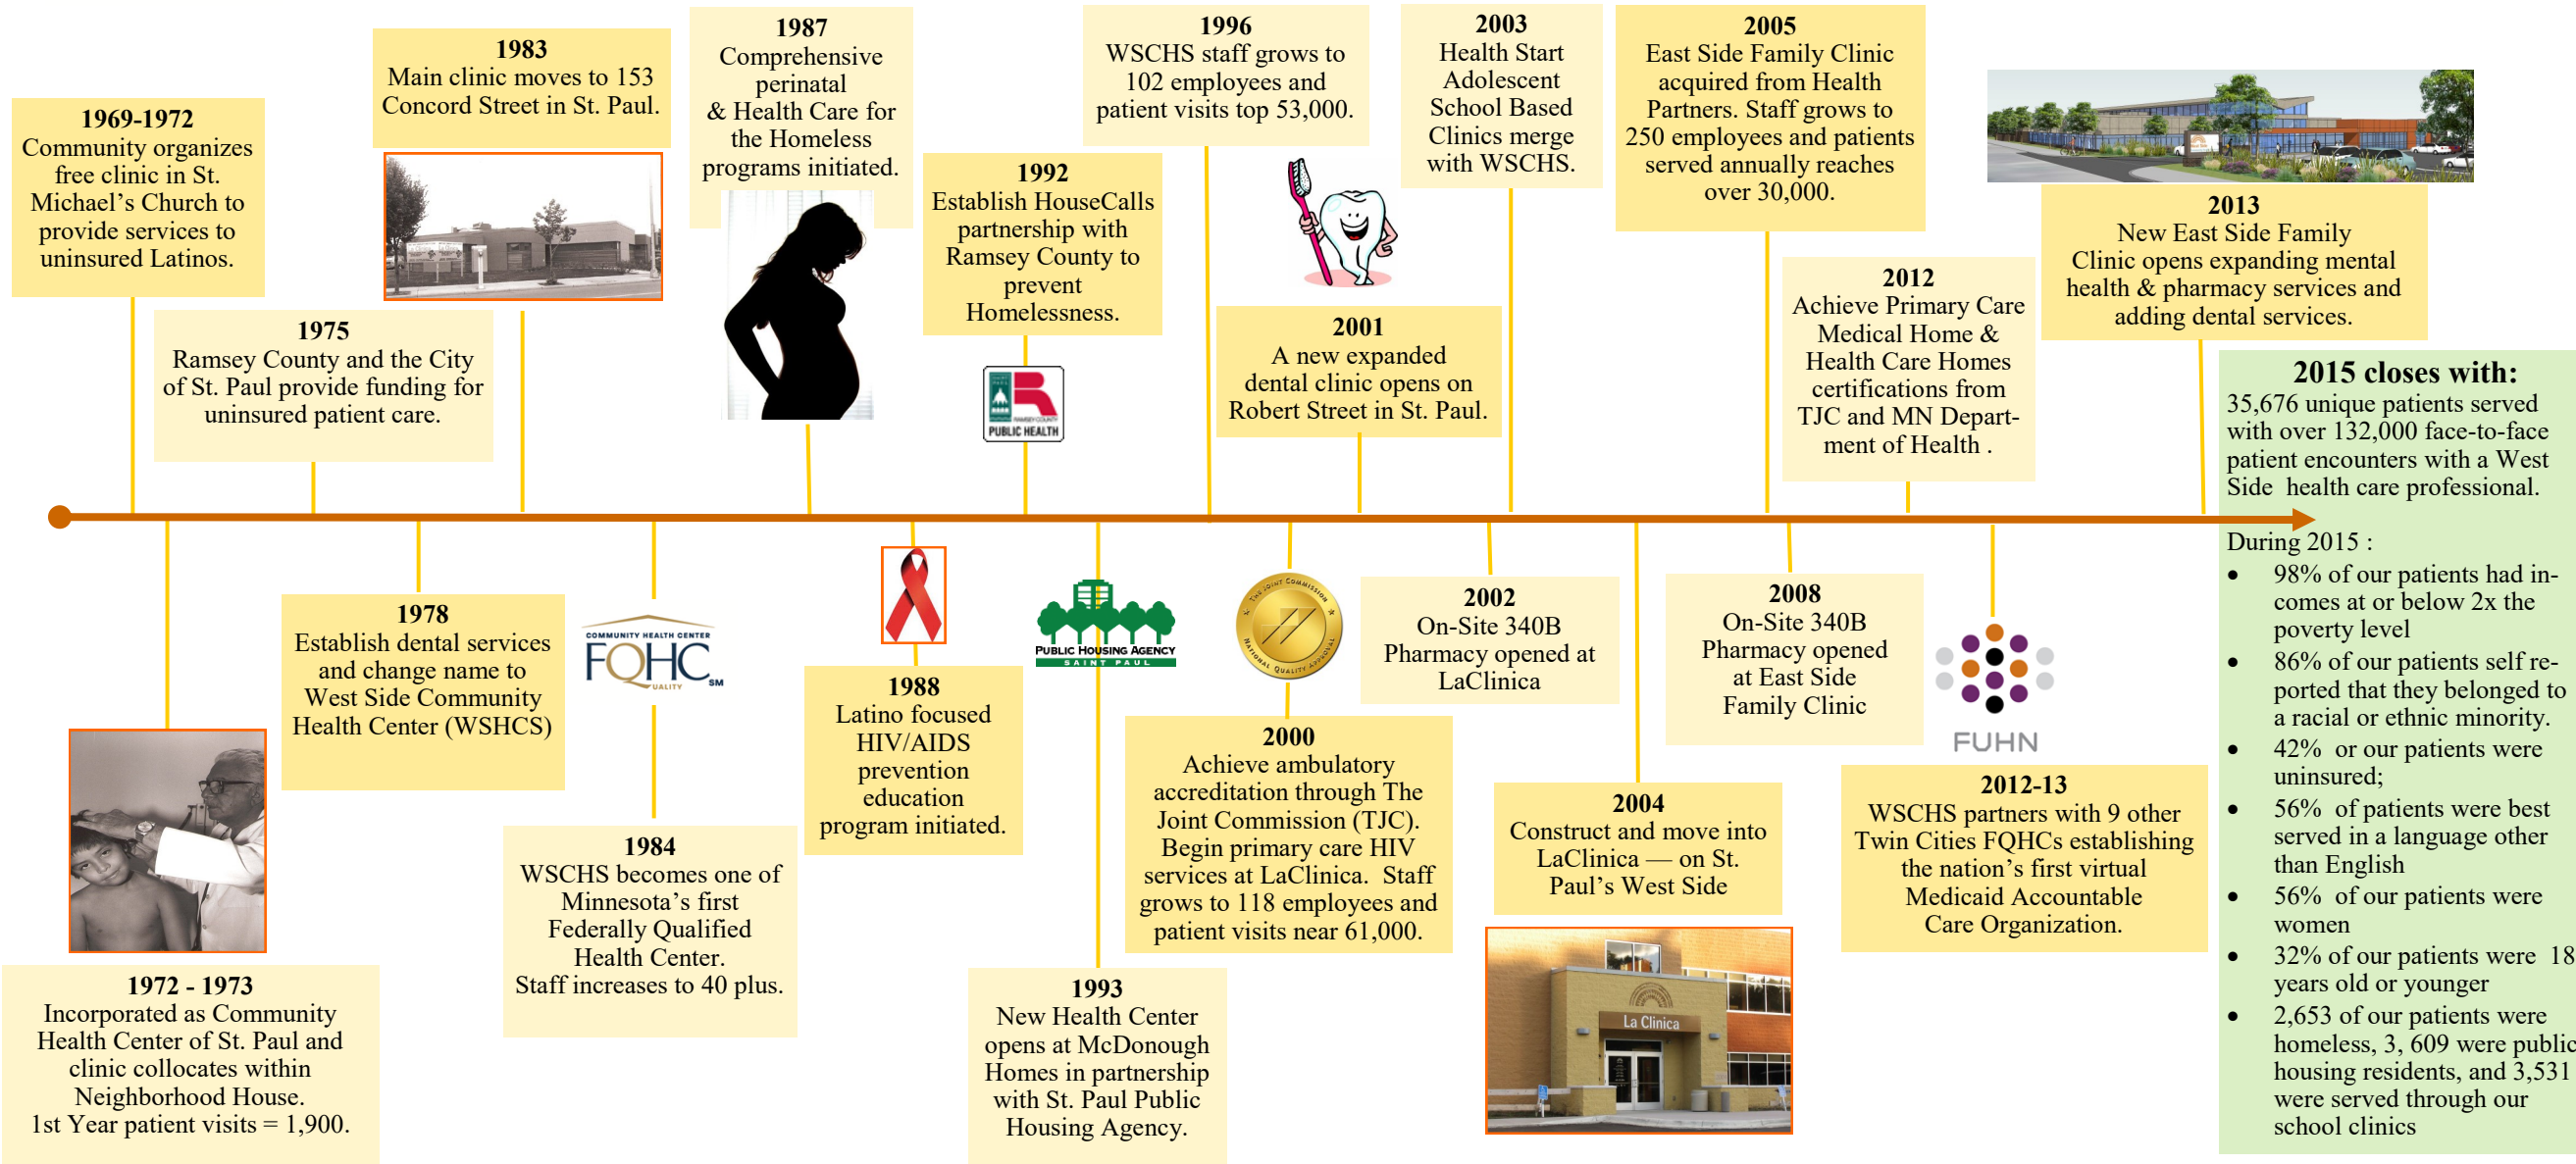 1969-1972
Community organizes
free clinic in St.
Michael’s Church to
provide services to
uninsured Latinos.
1972 - 1973
Incorporated as Community
Health Center of St. Paul and
clinic collocates within
Neighborhood House.
1st Year patient visits = 1,900.
1975
Ramsey County and the City
of St. Paul provide funding for
uninsured patient care.
1978
Establish dental services
and change name to
West Side Community
Health Center (WSHCS)
1983
Main clinic moves to 153
Concord Street in St. Paul.
COMMUNITY HEALTH CENTER
FQHC
UALITY
SM
1984
WSCHS becomes one of
Minnesota’s first
Federally Qualified
Health Center.
Staff increases to 40 plus.
1987
Comprehensive
perinatal
& Health Care for
the Homeless
programs initiated.
1988
Latino focused
HIV/AIDS
prevention
education
program initiated.
1992
Establish HouseCalls
partnership with
Ramsey County to
prevent
Homelessness.
RAMSEY COUNTY
PUBLIC HEALTH
PUBLIC HOUSING AGENCY
SAINT PAUL
1993
New Health Center
opens at McDonough
Homes in partnership
with St. Paul Public
Housing Agency.
1996
WSCHS staff grows to
102 employees and
patient visits top 53,000.
THE JOINT COMMISSION
NATIONAL QUALITY APPROVAL
2000
Achieve ambulatory
accreditation through The
Joint Commission (TJC).
Begin primary care HIV
services at LaClinica.  Staff
grows to 118 employees and
patient visits near 61,000.
2001
A new expanded
dental clinic opens on
Robert Street in St. Paul.
2002
On-Site 340B
Pharmacy opened at
LaClinica
2003
Health Start
Adolescent
School Based
Clinics merge
with WSCHS.
2004
Construct and move into
LaClinica — on St.
Paul’s West Side
La Clinica
2005
East Side Family Clinic
acquired from Health
Partners. Staff grows to
250 employees and patients
served annually reaches
over 30,000.
2008
On-Site 340B
Pharmacy opened
at East Side
Family Clinic
2012
Achieve Primary Care
Medical Home &
Health Care Homes
certifications from
TJC and MN Depart-
ment of Health .
FUHN
2012-13
WSCHS partners with 9 other
Twin Cities FQHCs establishing
the nation’s first virtual
Medicaid Accountable
Care Organization.
2013
New East Side Family
Clinic opens expanding mental
health & pharmacy services and
adding dental services.
2015 closes with:
35,676 unique patients served
with over 132,000 face-to-face
patient encounters with a West
Side  health care professional.
During 2015 :
• 98% of our patients had in-
comes at or below 2x the
poverty level
• 86% of our patients self re-
ported that they belonged to
a racial or ethnic minority.
• 42%  or our patients were
uninsured;
• 56%  of patients were best
served in a language other
than English
• 56%  of our patients were
women
• 32% of our patients were  18
years old or younger
• 2,653 of our patients were
homeless, 3, 609 were public
housing residents, and 3,531
were served through our
school clinics